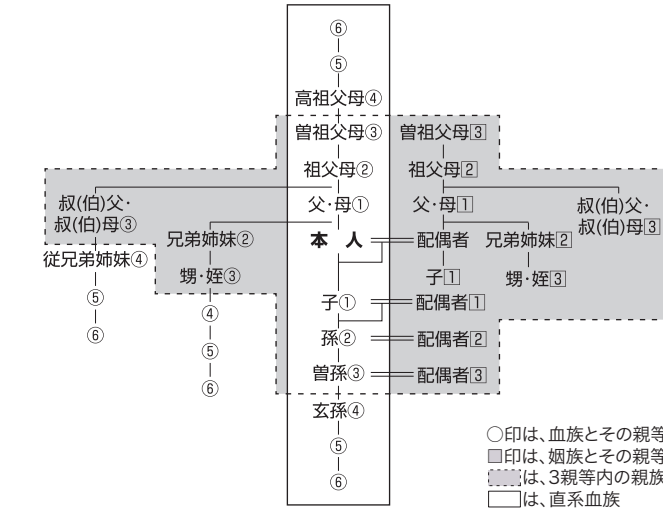 ⑥
⑤
高祖父母④
曽祖父母③ 曽祖父母3
祖父母② 祖父母2
叔(伯)父・
叔(伯)母③
父・母① 父・母1
叔(伯)父・
叔(伯)母3
兄弟姉妹② 本 人 配偶者 兄弟姉妹2
従兄弟姉妹④
甥・姪③ 子1 甥・姪3
⑤
子① 配偶者1
④
⑥
孫② 配偶者2
⑤
曽孫③ 配偶者3
⑥
玄孫④
⑤
⑥
○印は、血族とその親等
印は、姻族とその親等
は、3親等内の親族
は、直系血族